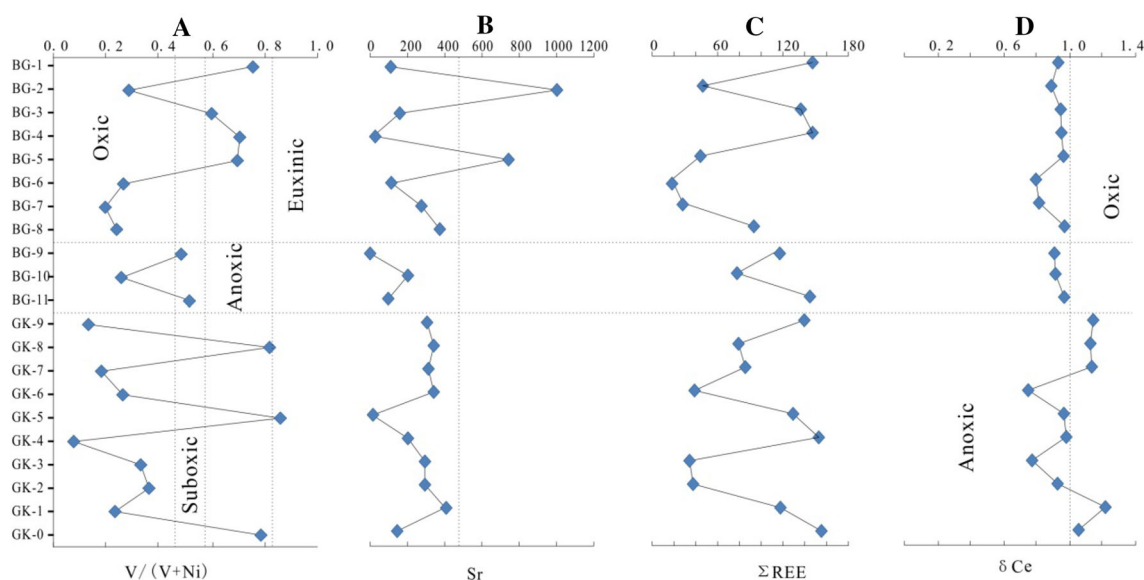 A B C D
0.0 0.2 0.4 0.6 0.8 1.0 0 200 400 600 800 1000 1200 0 60 120 180 0.2 0.6 1.0 1.4
BG-1
BG-2
BG-3
BG-4
BG-5
BG-6
BG-7
BG-8
BG-9
BG-10
BG-11
GK-9
GK-8
GK-7
GK-6
GK-5
GK-4
GK-3
GK-2
GK-1
GK-0
Oxic
Euxinic
Anoxic
Suboxic
Oxic
Anoxic
V/(V+Ni) Sr ΣREE δCe